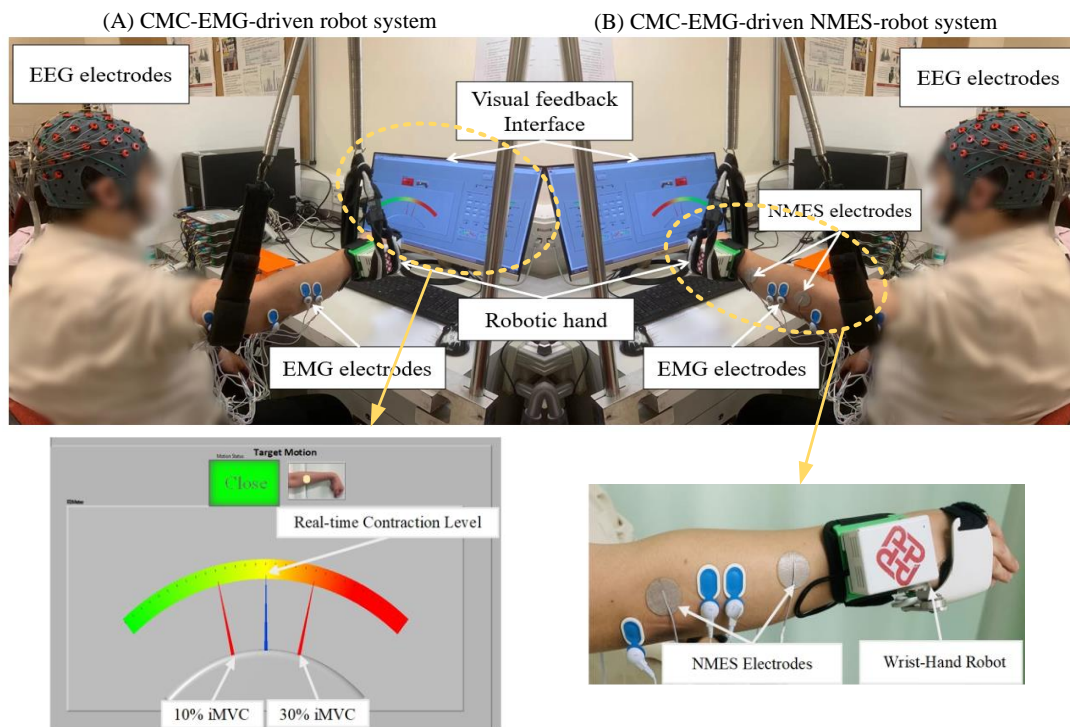 (A) CMC-EMG-driven robot system
(B) CMC-EMG-driven NMES-robot system
EEG electrodes
Visual feedback
Interface
EEG electrodes
NMES electrodes
Robotic hand
EMG electrodes
EMG electrodes
Target Motion
Motion Status
Close
Real-time Contraction Level
10% iMVC
30% iMVC
NMES Electrodes
Wrist-Hand Robot